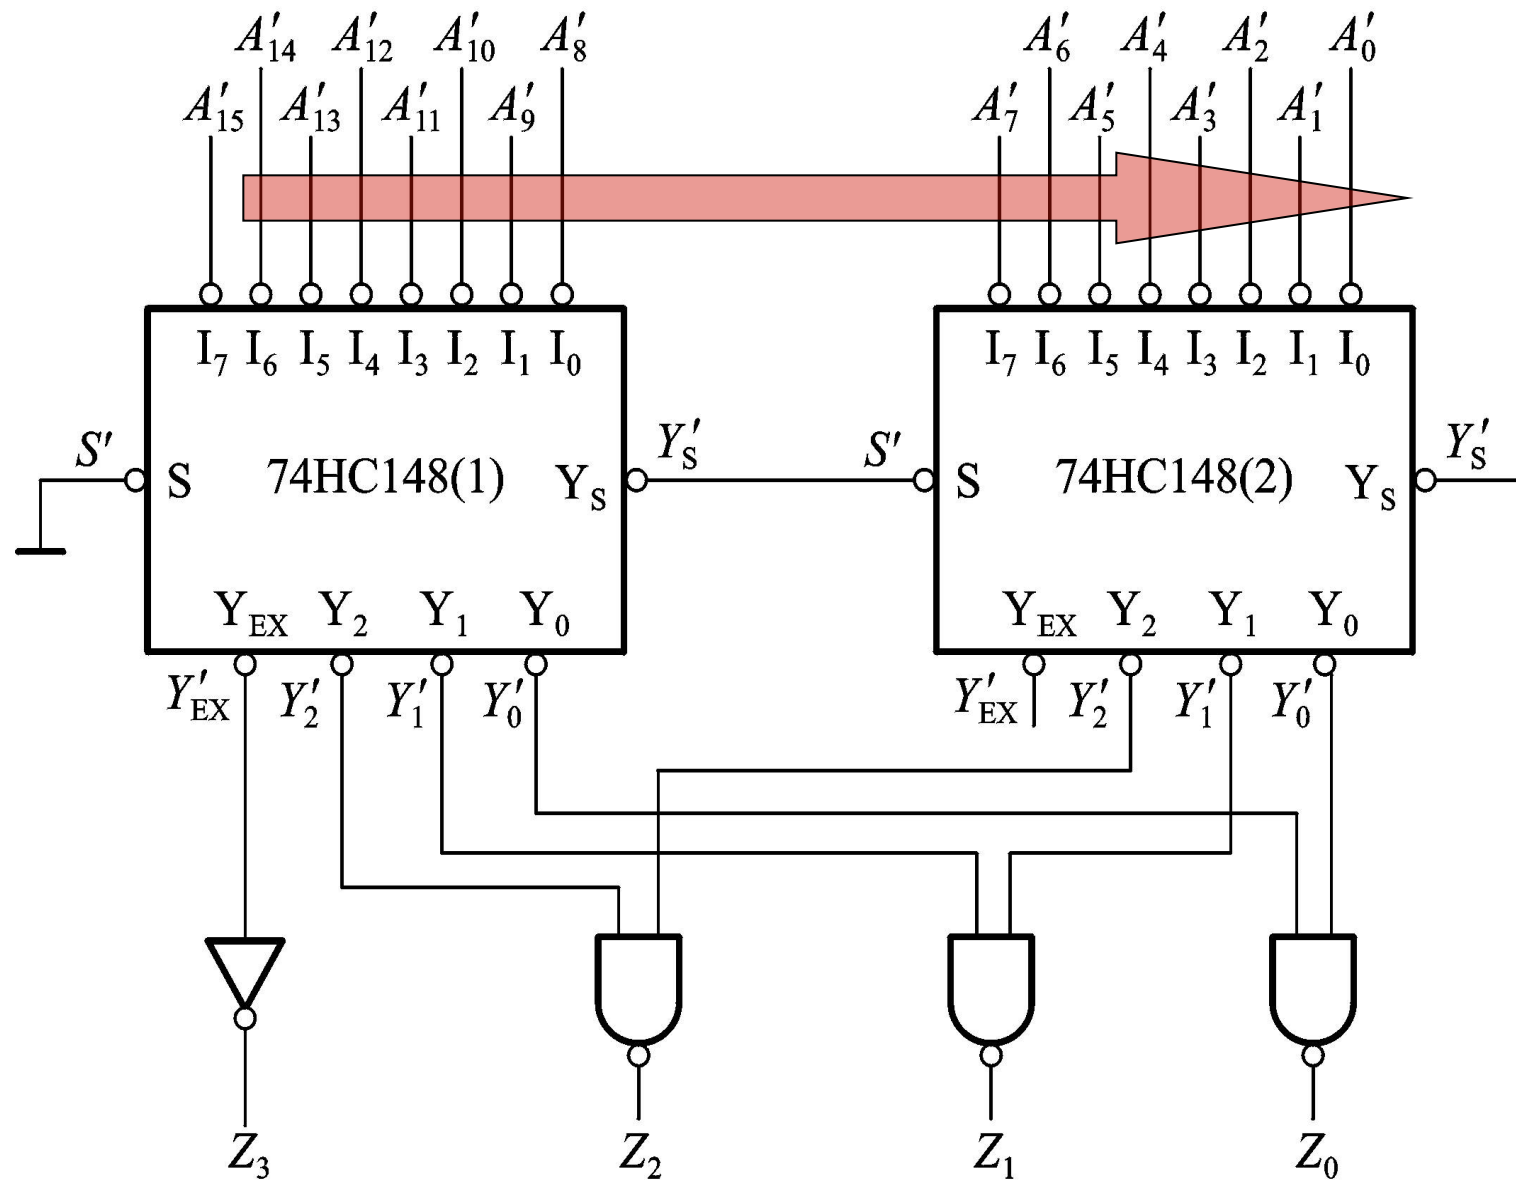 A′14 A′12 A′10 A′8 A′6 A′4 A′2 A′0
A′15 A′13 A′11 A′9 A′7 A′5 A′3 A′1
I7 I6 I5 I4 I3 I2 I1 I0 I7 I6 I5 I4 I3 I2 I1 I0
S′ S 74HC148(1) YS Y′S S′ S 74HC148(2) YS Y′S
YEX Y2 Y1 Y0 YEX Y2 Y1 Y0
Y′EX Y′2 Y′1 Y′0 Y′EX Y′2 Y′1 Y′0
Z3 Z2 Z1 Z0